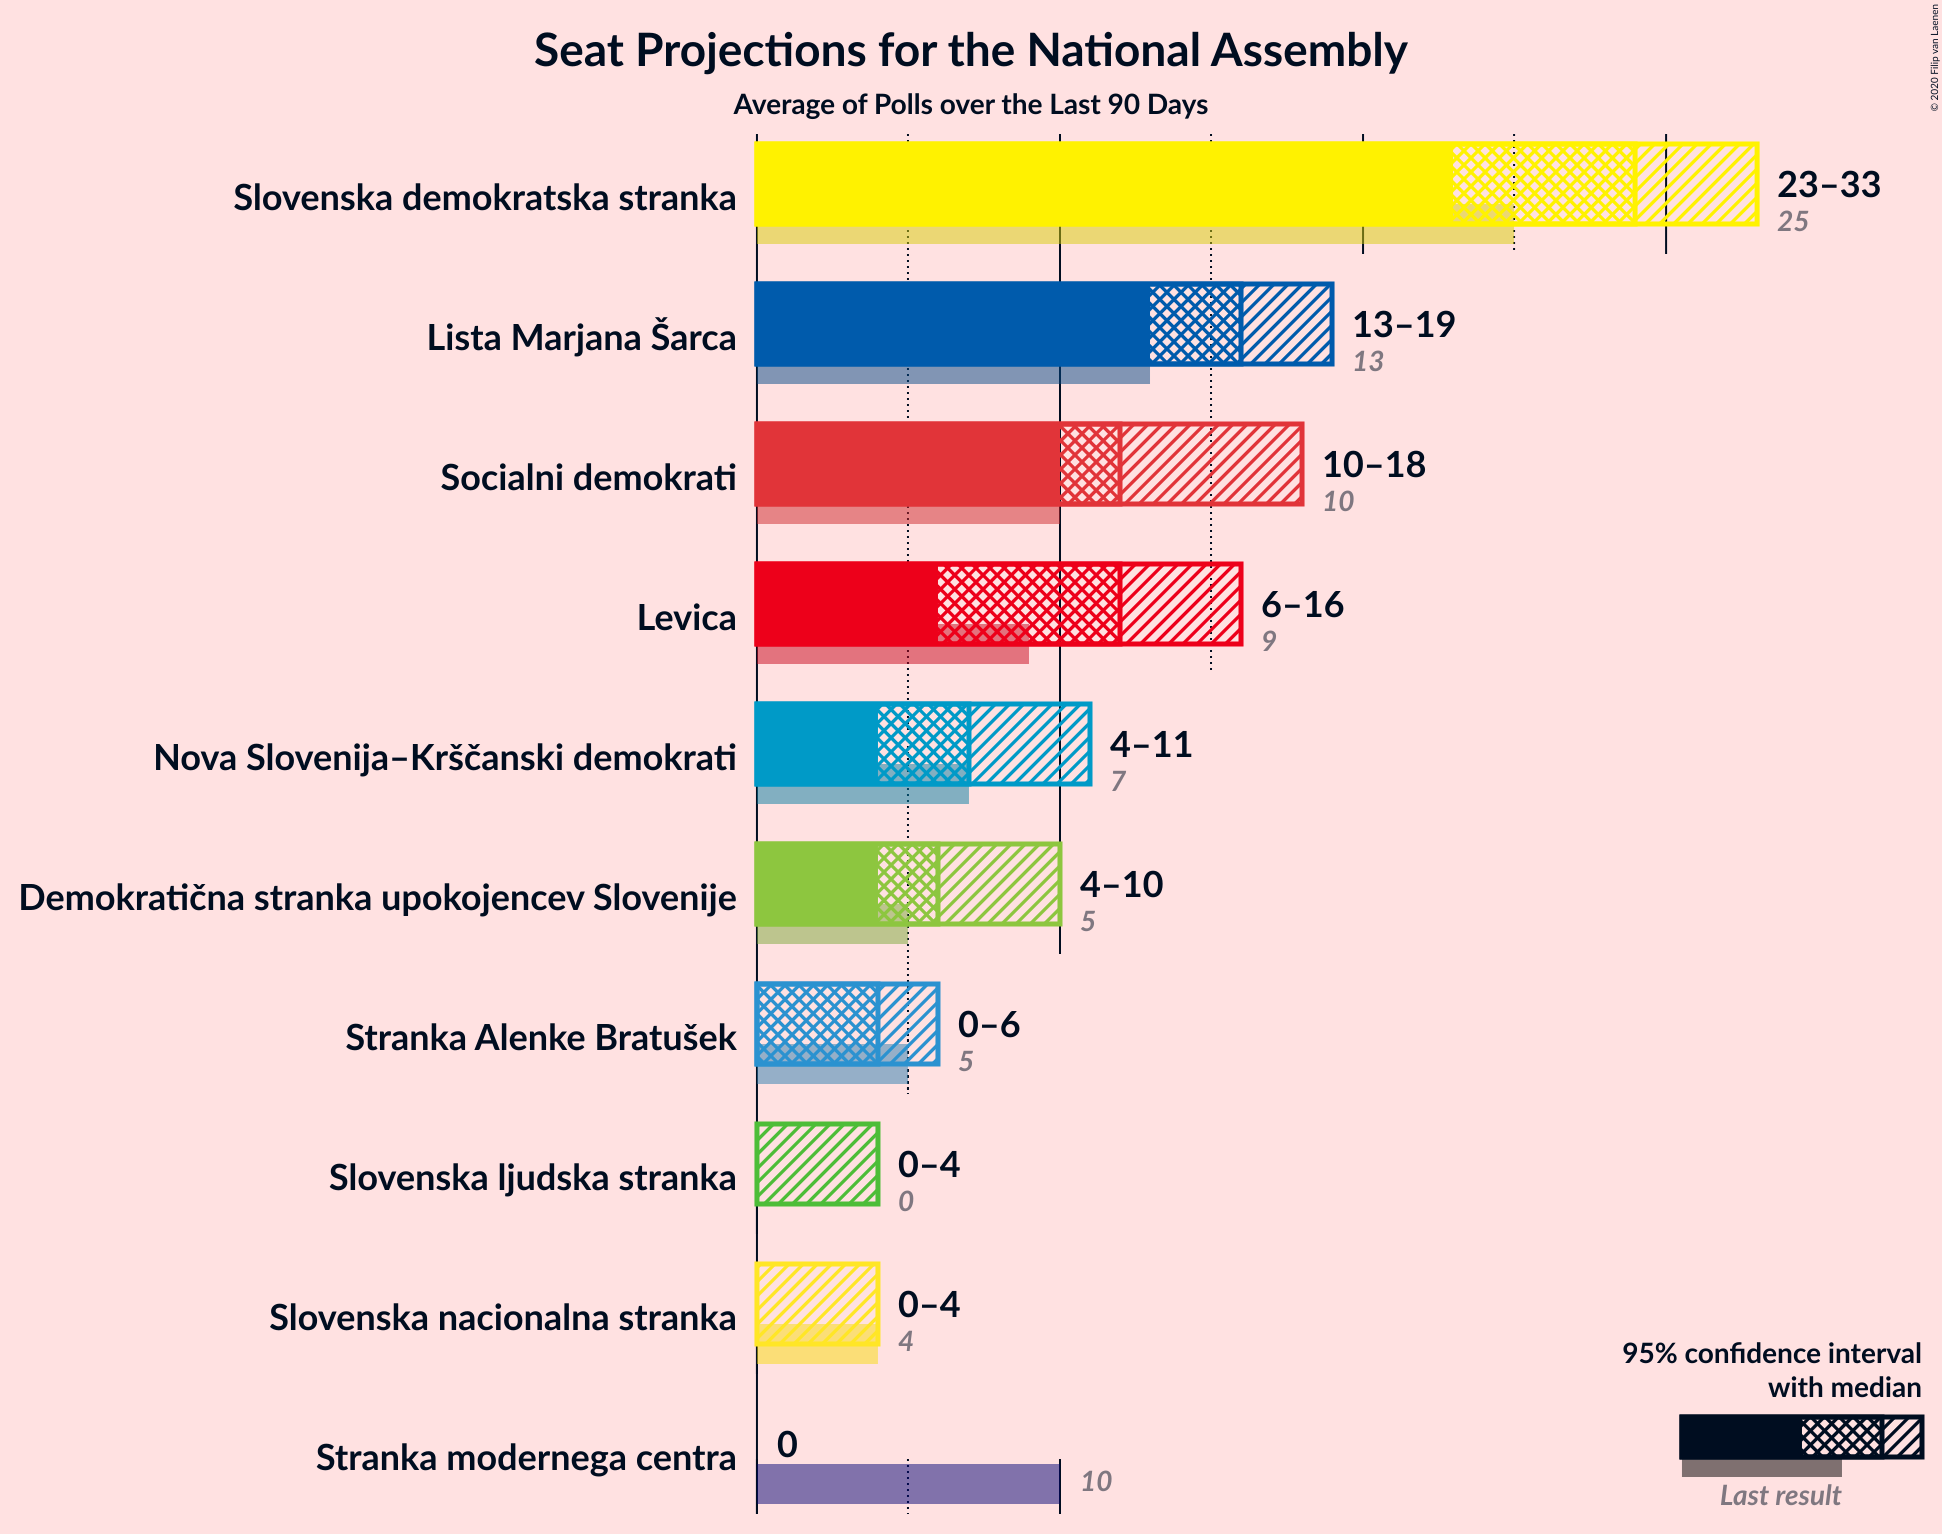 Seat Projections for the National Assembly
Average of Polls over the Last 90 Days
© 2020 Filip van Laenen
Slovenska demokratska stranka
23–33
25
Lista Marjana Šarca
13–19
13
Socialni demokrati
10–18
10
Levica
6–16
9
Nova Slovenija–Krščanski demokrati
4–11
7
Demokratična stranka upokojencev Slovenije
4–10
5
Stranka Alenke Bratušek
0–6
5
Slovenska ljudska stranka
0–4
0
Slovenska nacionalna stranka
0–4
4
Stranka modernega centra
0
10
95% confidence interval
with median
Last result